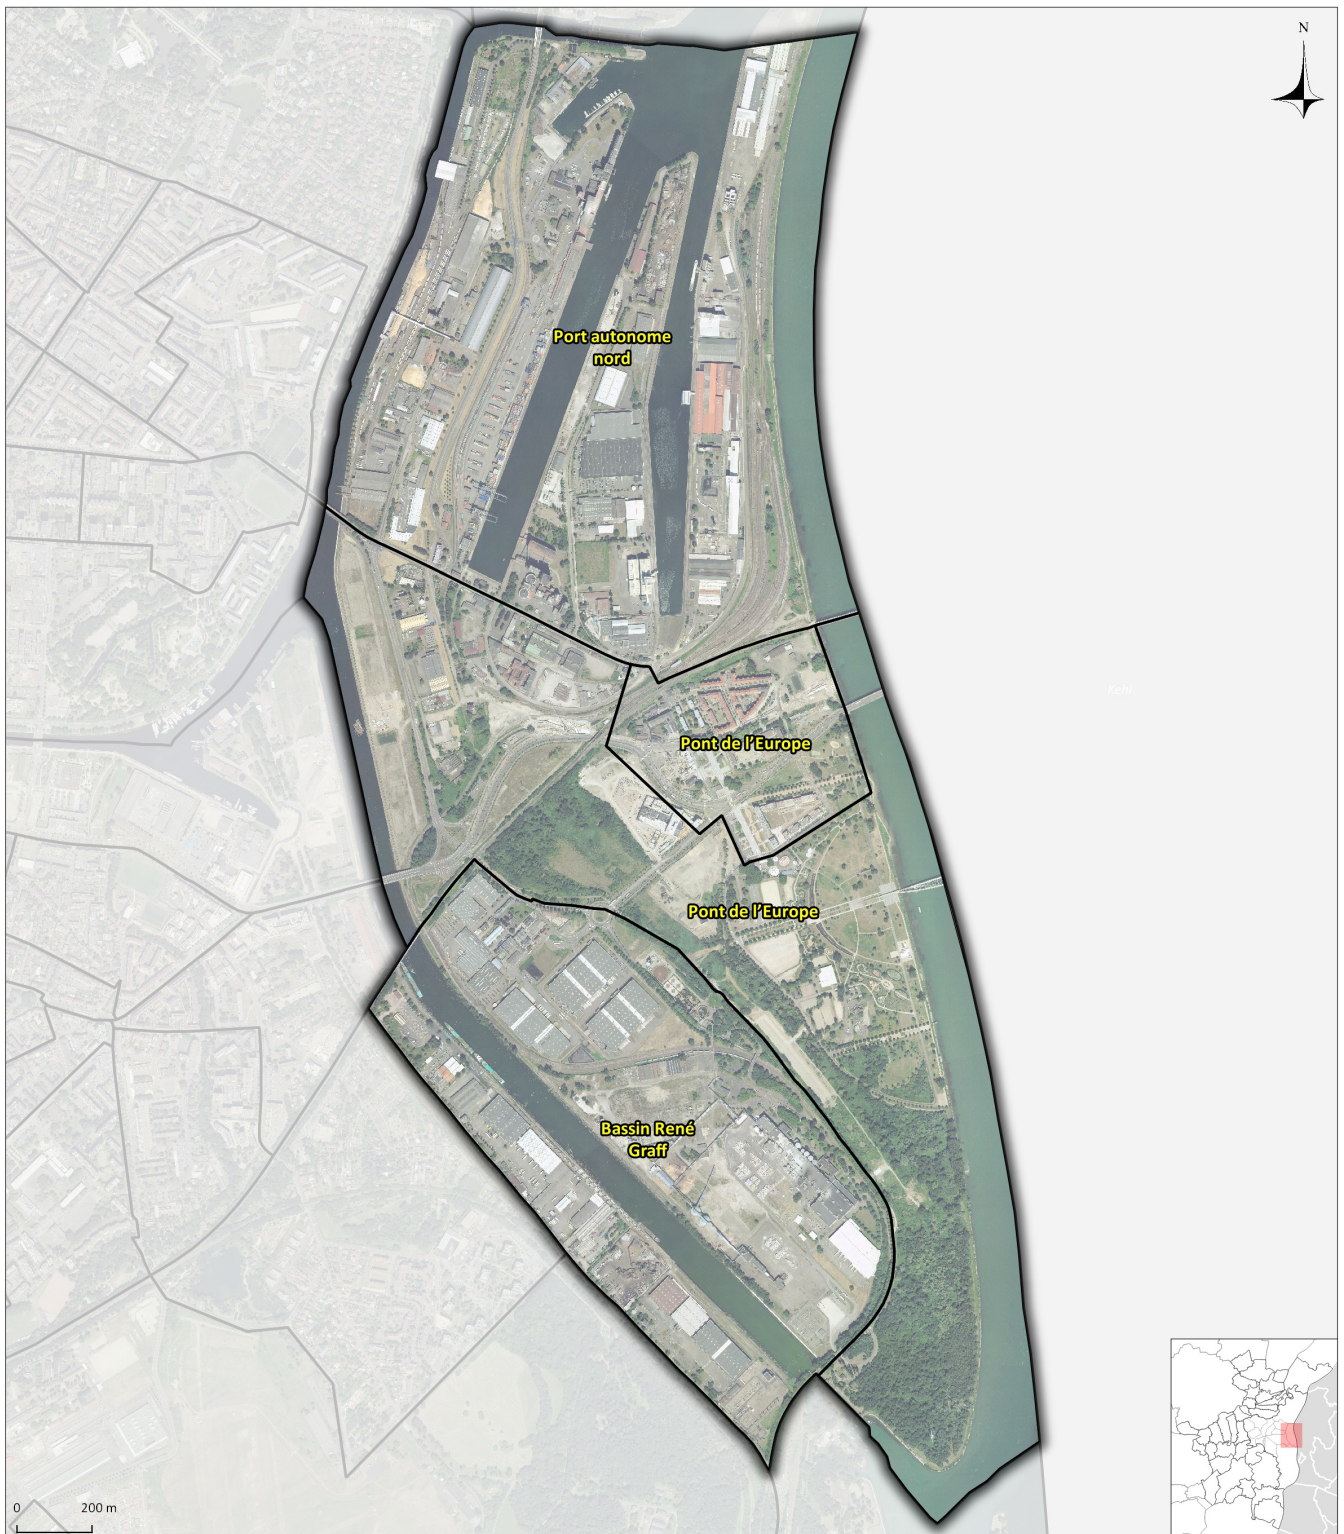 N
Port autonome
nord
Kehl
Pont de l'Europe
Pont de l'Europe
Bassin René
Graff
0 200 m